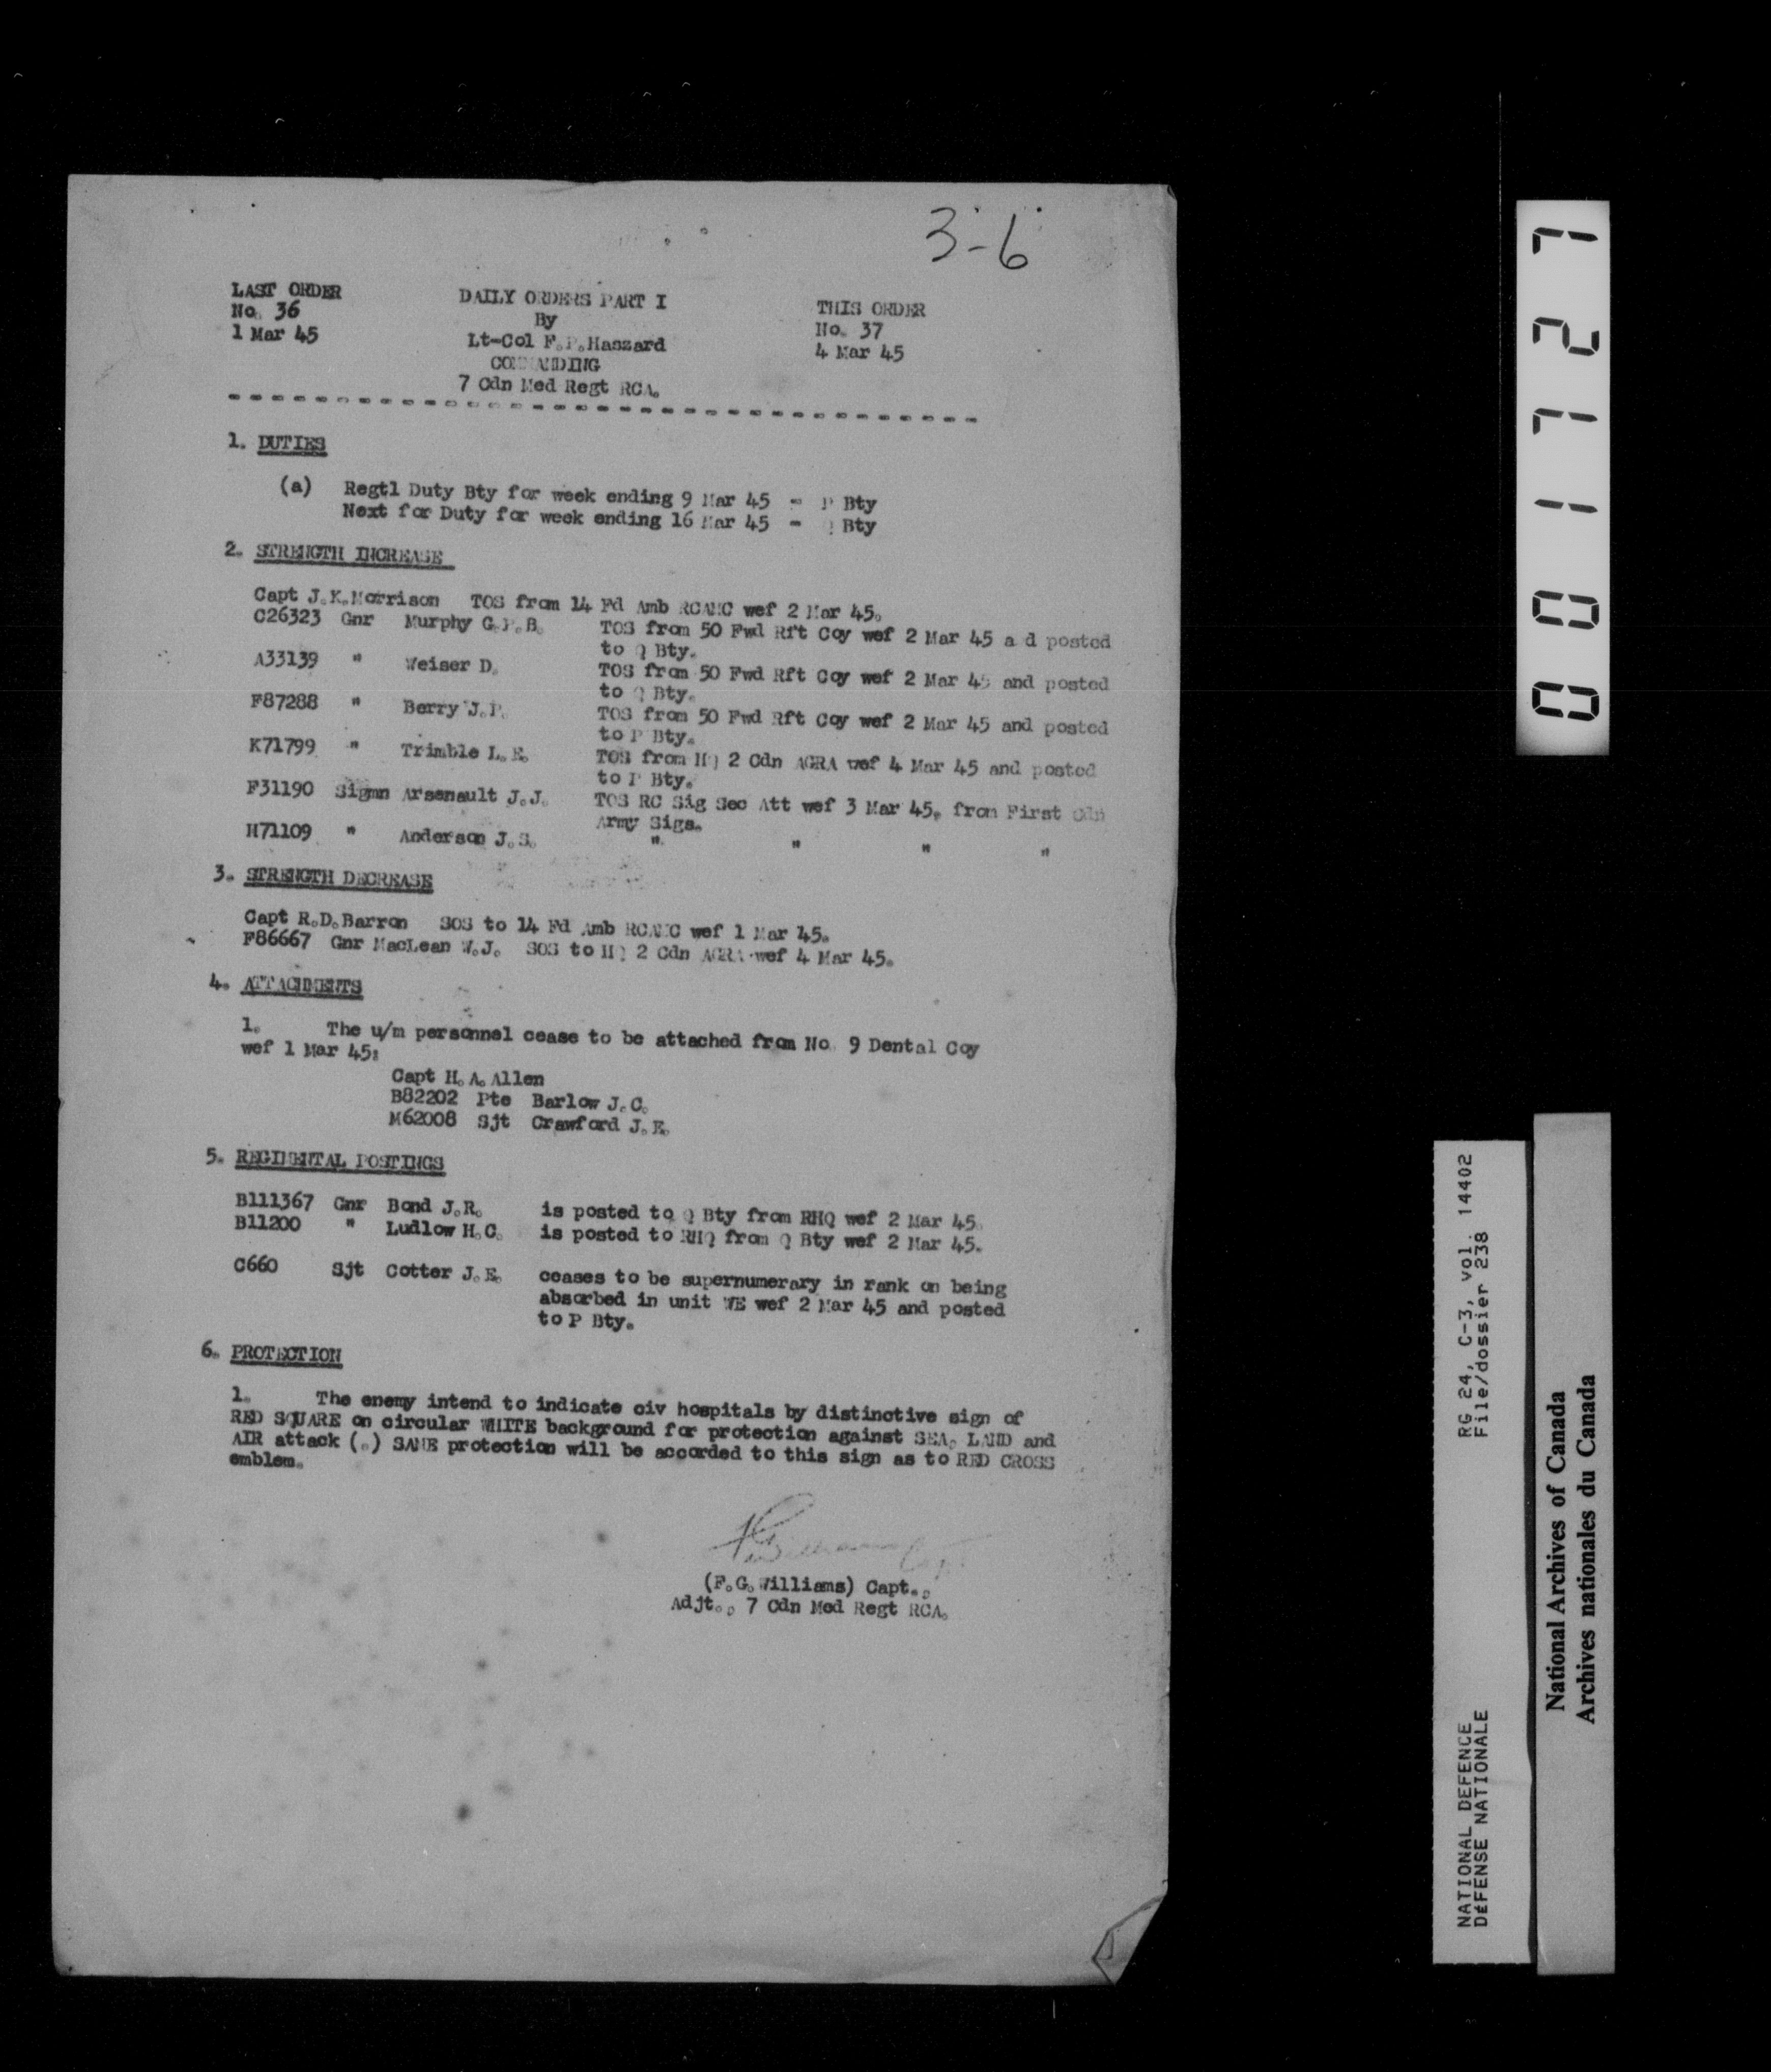 3-6
LAST ORDER
No. 36
1 Mar 45
DAILY ORDERS PART I
By
Lt-Col F.P.Haszard
COMMANDING
7 Cdn Med Regt RCA.
THIS ORDER
No. 37
4 Mar 45
1. DUTIES
(a) Regtl Duty Bty for week ending 9 Mar 45 - P Bty
Next for Duty for week ending 16 Mar 45 - Q Bty
2. STRENGTH INCREASE
Capt J.K.Morrison TOS from 14 Fd Amb RCAMC wef 2 Mar 45.
C26323 Gnr Murphy G.P.B. TOS from 50 Fwd Rft Coy wef 2 Mar 45 a d posted
to Q Bty.
A33139 " Weiser D. TOS from 50 Fwd Rft Coy wef 2 Mar 45 and posted
to Q Bty.
F87288 " Berry J.P. TOS from 50 Fwd Rft Coy wef 2 Mar 45 and posted
to P Bty.
K71799 " Trimble L.E. TOS from HQ 2 Cdn AGRA wef 4 Mar 45 and posted
to P Bty.
F31190 Sigmn Arsenault J.J. TOS RC Sig Sec Att wef 3 Mar 45. from First Cdn
Army Sigs.
H71109 " Anderson J.S. " " " "
3. STRENGTH DECREASE
Capt R.D.Barron SOS to 14 Fd Amb RCAMC wef 1 Mar 45.
F86667 Gnr MacLean W.J. SOS to HQ 2 Cdn AGRA wef 4 Mar 45.
4. ATTACHMENTS
1. The u/m personnel cease to be attached from No. 9 Dental Coy
wef 1 Mar 45:
Capt H.A.Allen
B82202 Pte Barlow J.C.
M62008 Sjt Crawford J.E.
5. REGIMENTAL POSTINGS
B111367 Gnr Bond J.R. is posted to Q Bty from RHQ wef 2 Mar 45.
B11200 " Ludlow H.C. is posted to RHQ from Q Bty wef 2 Mar 45.
C660 Sjt Cotter J.E. ceases to be supernumerary in rank on being
absorbed in unit WE wef 2 Mar 45 and posted
to P Bty.
6. PROTECTION
1. The enemy intend to indicate civ hospitals by distinctive sign of
RED SQUARE on circular WHITE background for protection against SEA, LAND and
AIR attack (.) SAME protection will be accorded to this sign as to RED CROSS
emblem.
(F.G.Williams) Capt.,
Adjt., 7 Cdn Med Regt RCA.
001727
RG 24, C-3, vol. 14402
File/dossier 238
NATIONAL DEFENCE
DÉFENSE NATIONALE
National Archives of Canada
Archives nationales du Canada